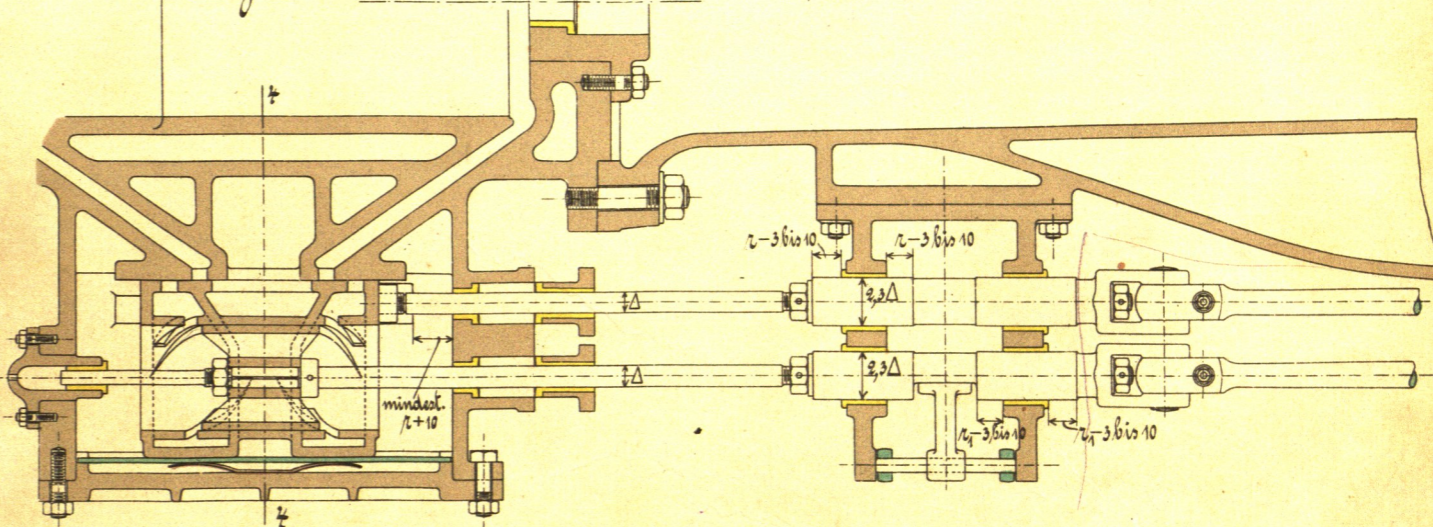 r-3 bis 10
r-3 bis 10
Δ
2,3Δ
Δ
2,3Δ
mindest.
r+10
r₁-3 bis 10
r₁-3 bis 10